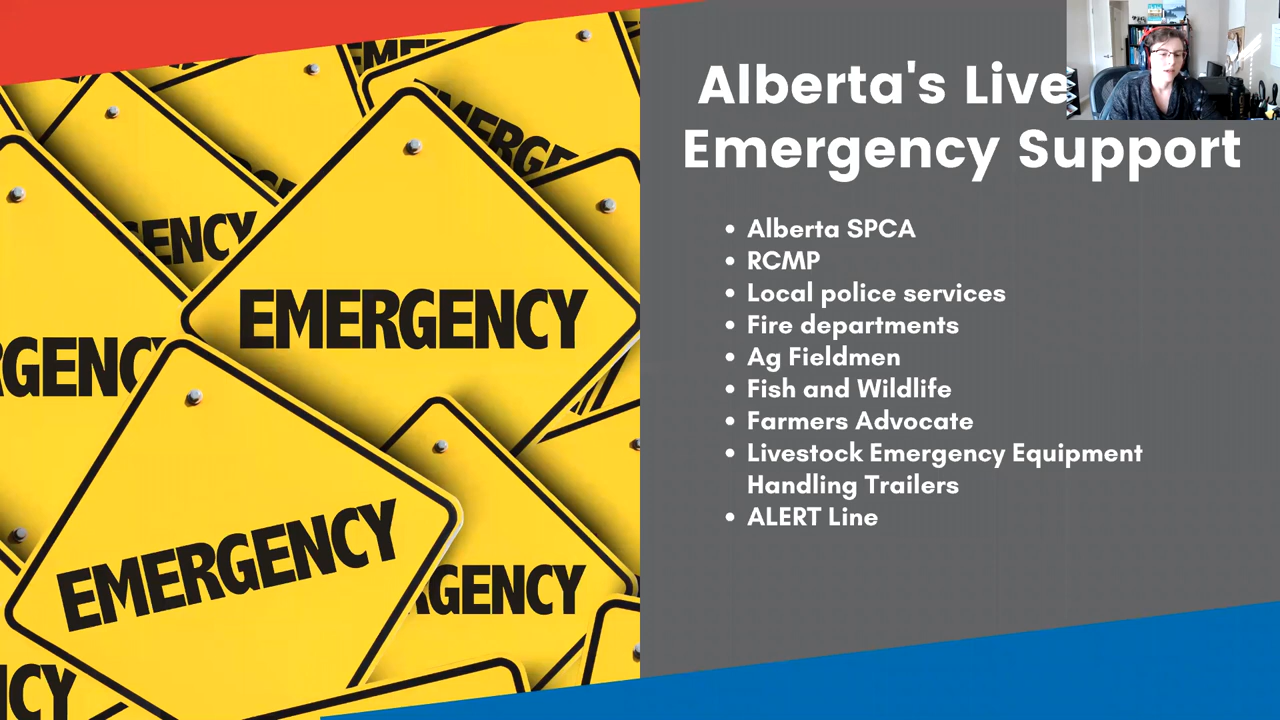 EMERGENCY
EMERGENCY
Alberta's Live
Emergency Support
• Alberta SPCA
• RCMP
• Local police services
• Fire departments
• Ag Fieldmen
• Fish and Wildlife
• Farmers Advocate
• Livestock Emergency Equipment
Handling Trailers
• ALERT Line